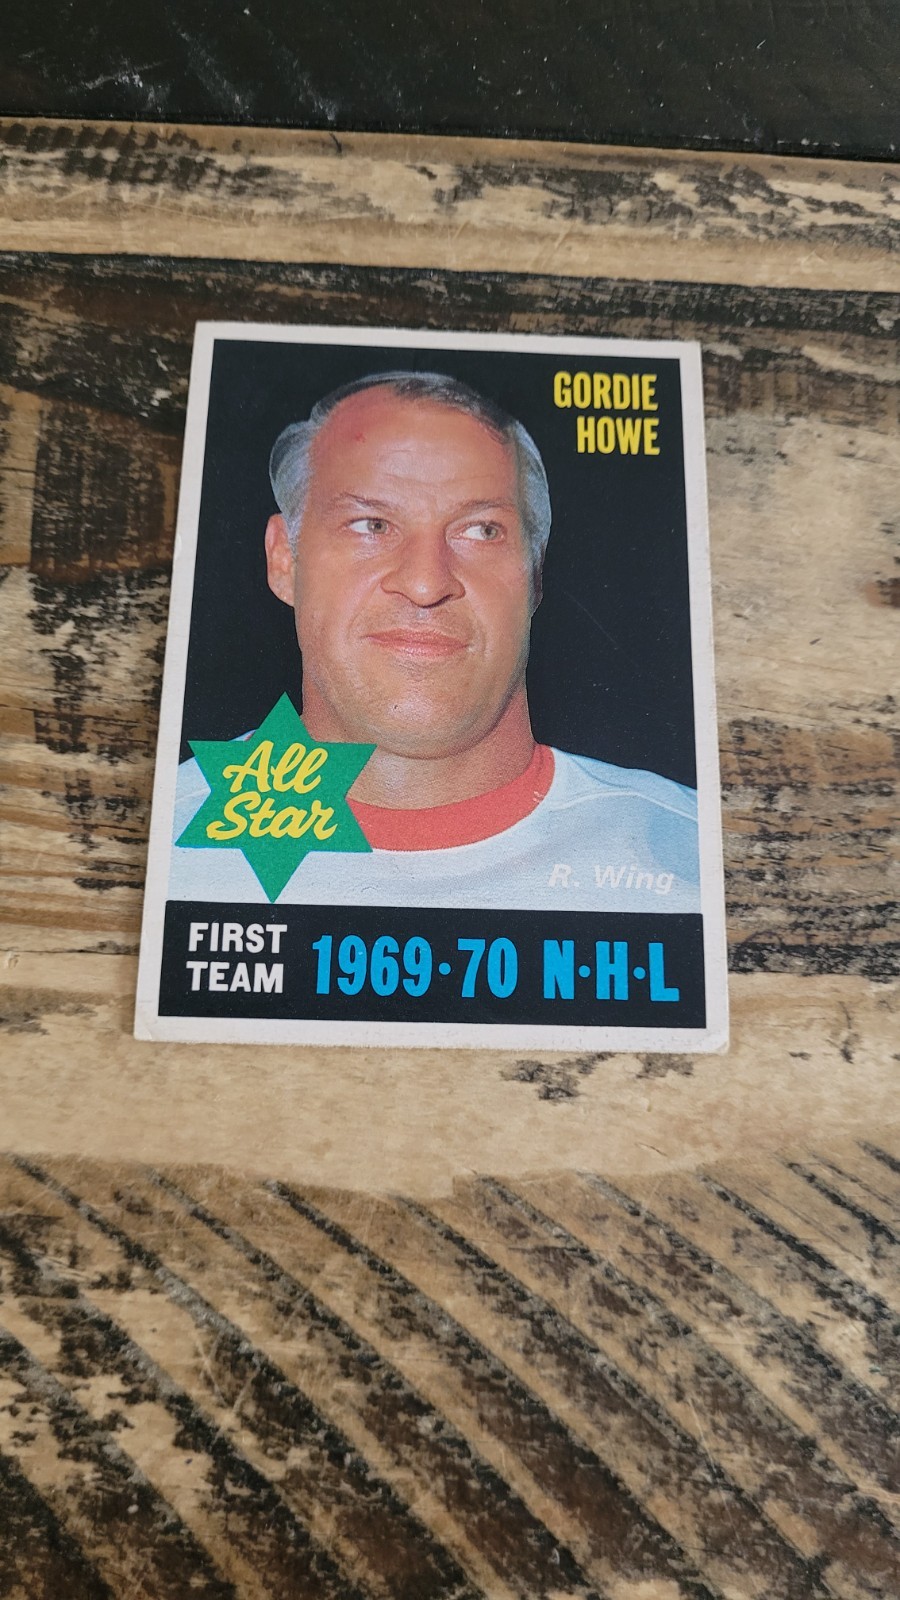 GORDIE
HOWE
All
Star
R. Wing
FIRST
TEAM
1969·70 N·H·L